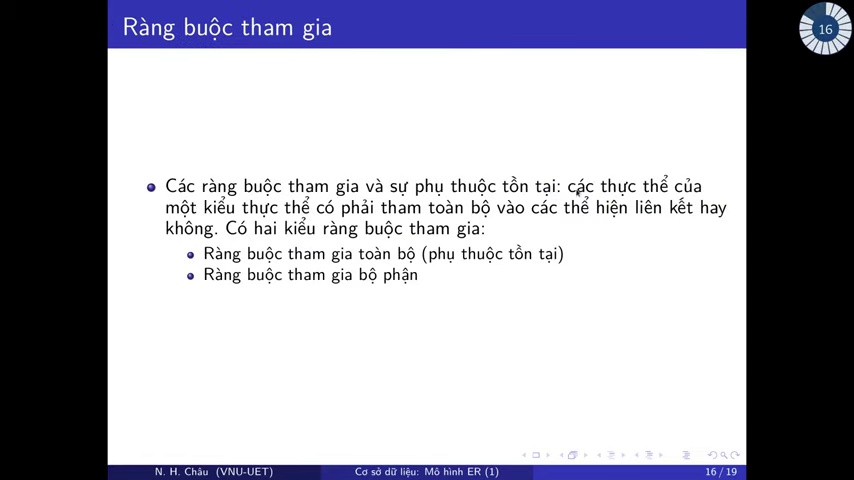 Ràng buộc tham gia
16
Các ràng buộc tham gia và sự phụ thuộc tồn tại: các thực thể của
một kiểu thực thể có phải tham toàn bộ vào các thể hiện liên kết hay
không. Có hai kiểu ràng buộc tham gia:
Ràng buộc tham gia toàn bộ (phụ thuộc tồn tại)
Ràng buộc tham gia bộ phận
N. H. Châu (VNU-UET)
Cơ sở dữ liệu: Mô hình ER (1)
16 / 19